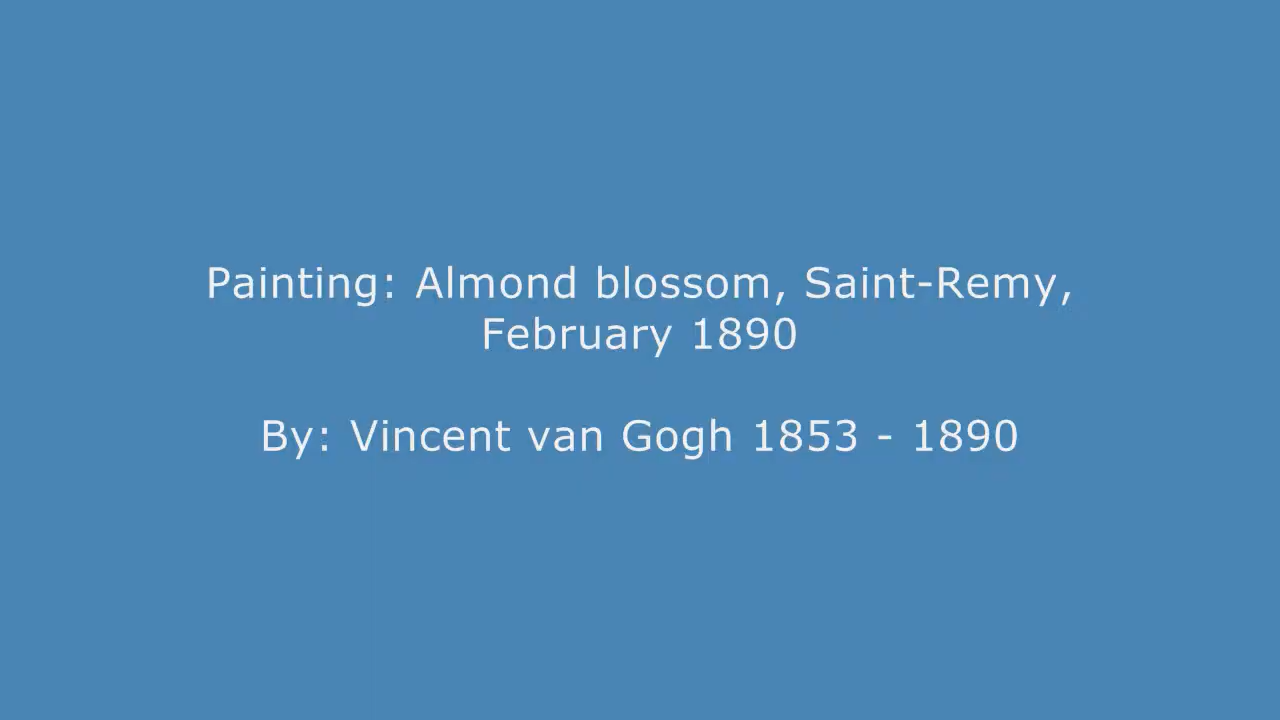 Painting: Almond blossom, Saint-Remy,
February 1890
By: Vincent van Gogh 1853 - 1890